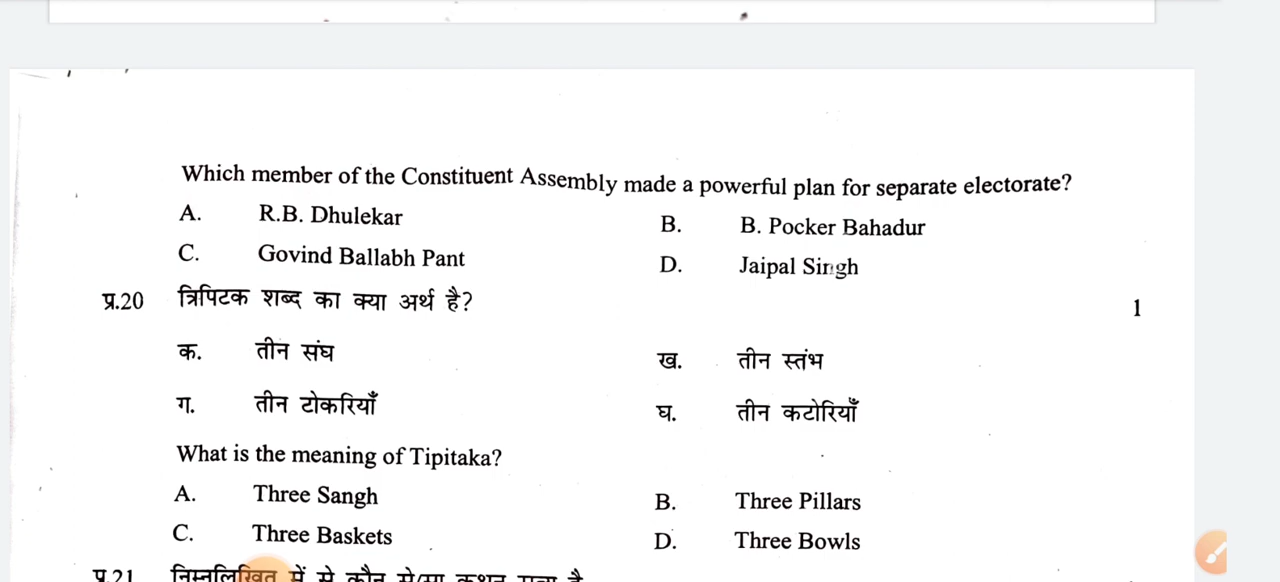 Which member of the Constituent Assembly made a powerful plan for separate electorate?
A. R.B. Dhulekar B. B. Pocker Bahadur
C. Govind Ballabh Pant D. Jaipal Singh
प्र.20 त्रिपिटक शब्द का क्या अर्थ है? 1
क. तीन संघ ख. तीन स्तंभ
ग. तीन टोकरियाँ घ. तीन कटोरियाँ
What is the meaning of Tipitaka?
A. Three Sangh B. Three Pillars
C. Three Baskets D. Three Bowls
प्र.21 निम्नलिखित में से कौन